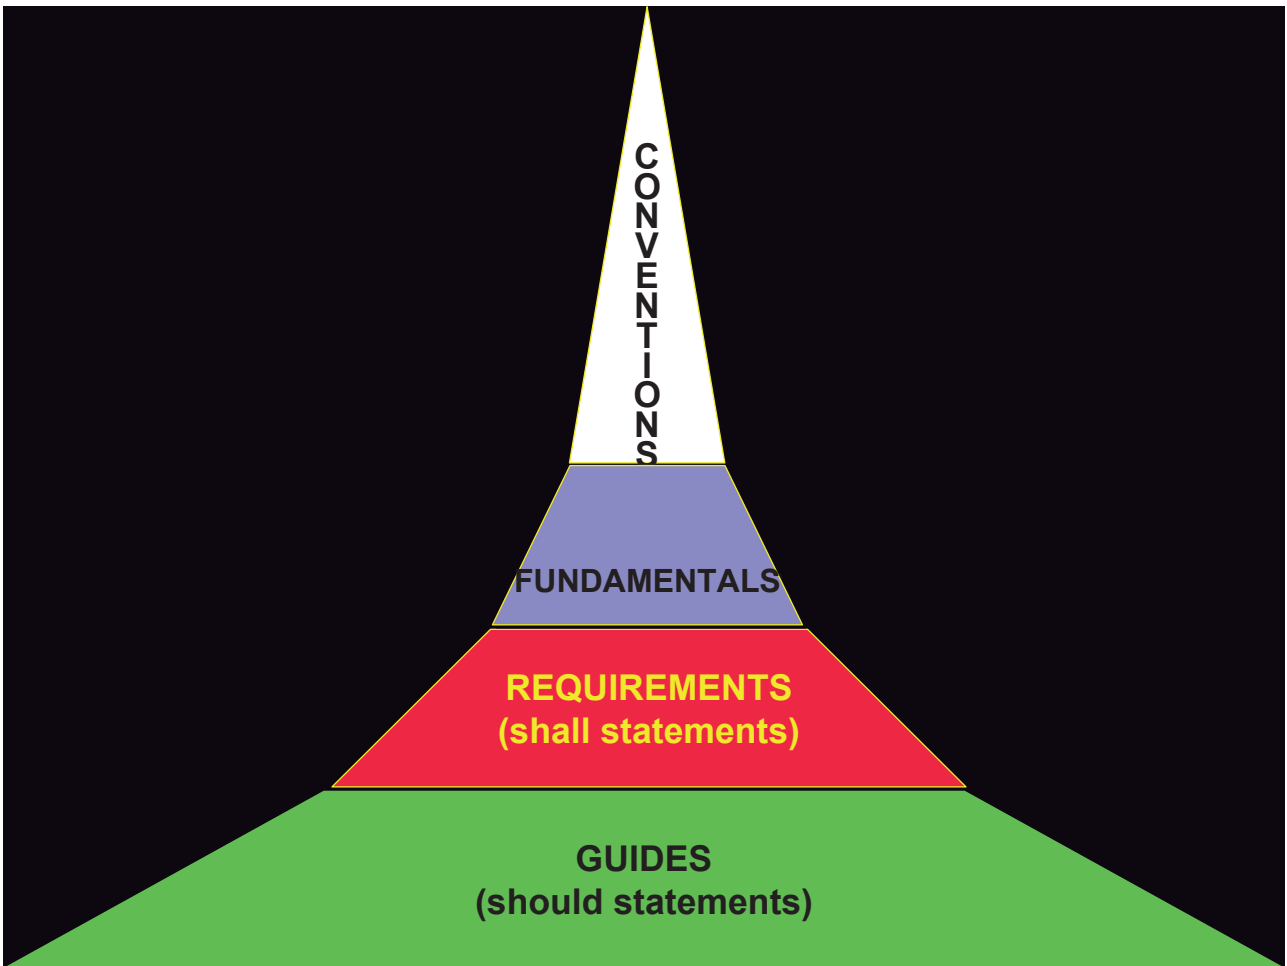 CONVENTIONS
FUNDAMENTALS
REQUIREMENTS
(shall statements)
GUIDES
(should statements)